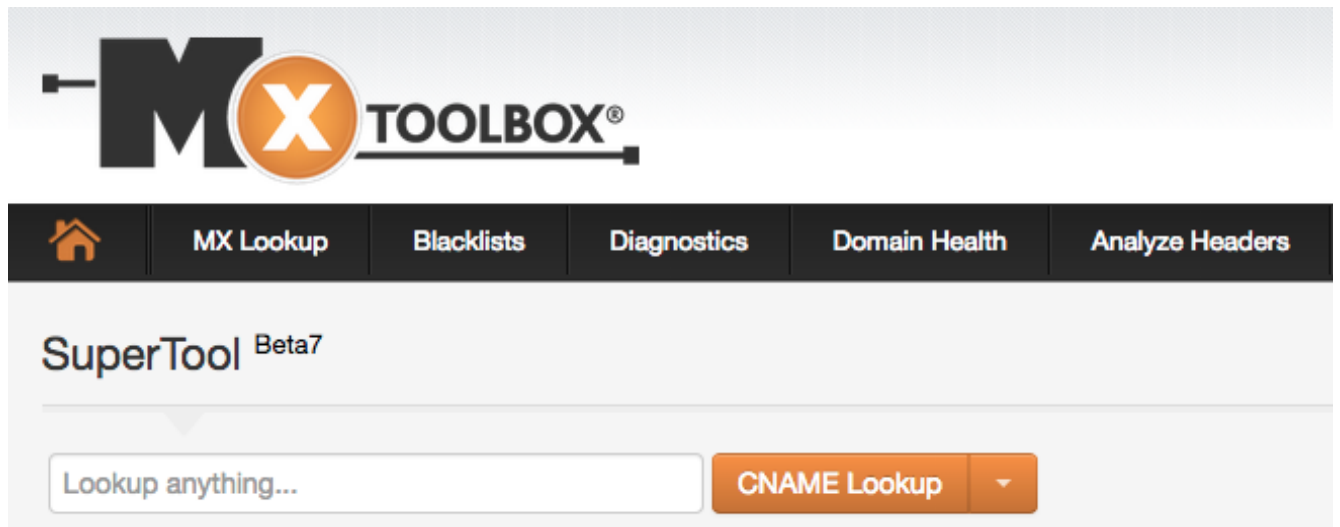 MX TOOLBOX®
MX Lookup Blacklists Diagnostics Domain Health Analyze Headers
SuperTool Beta7
Lookup anything... CNAME Lookup